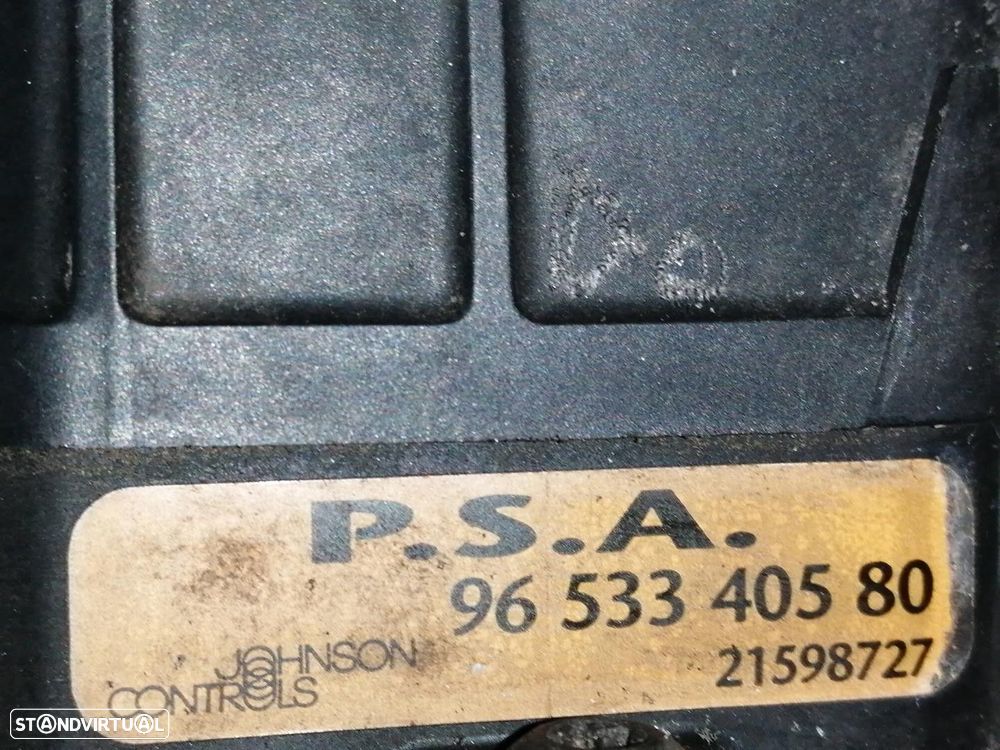 P.S.A.
96 533 405 80
21598727
JOHNSON
CONTROLS
STANDVIRTUAL